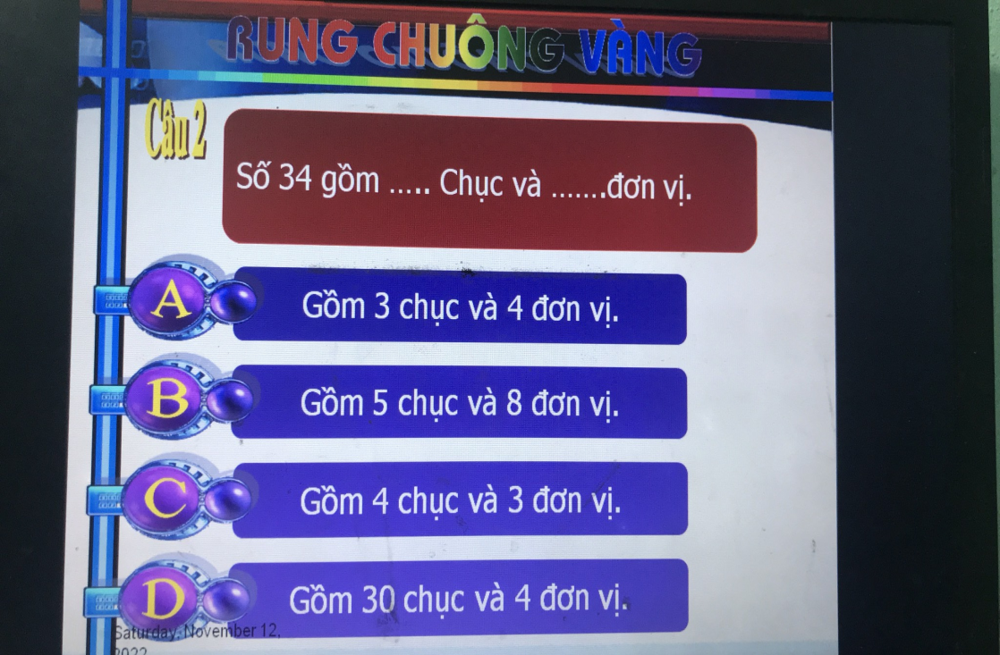 RUNG CHUÔNG VÀNG
Câu 2
Số 34 gồm ..... Chục và .......đơn vị.
A
Gồm 3 chục và 4 đơn vị.
B
Gồm 5 chục và 8 đơn vị.
C
Gồm 4 chục và 3 đơn vị.
D
Gồm 30 chục và 4 đơn vị.
Saturday, November 12,
2022